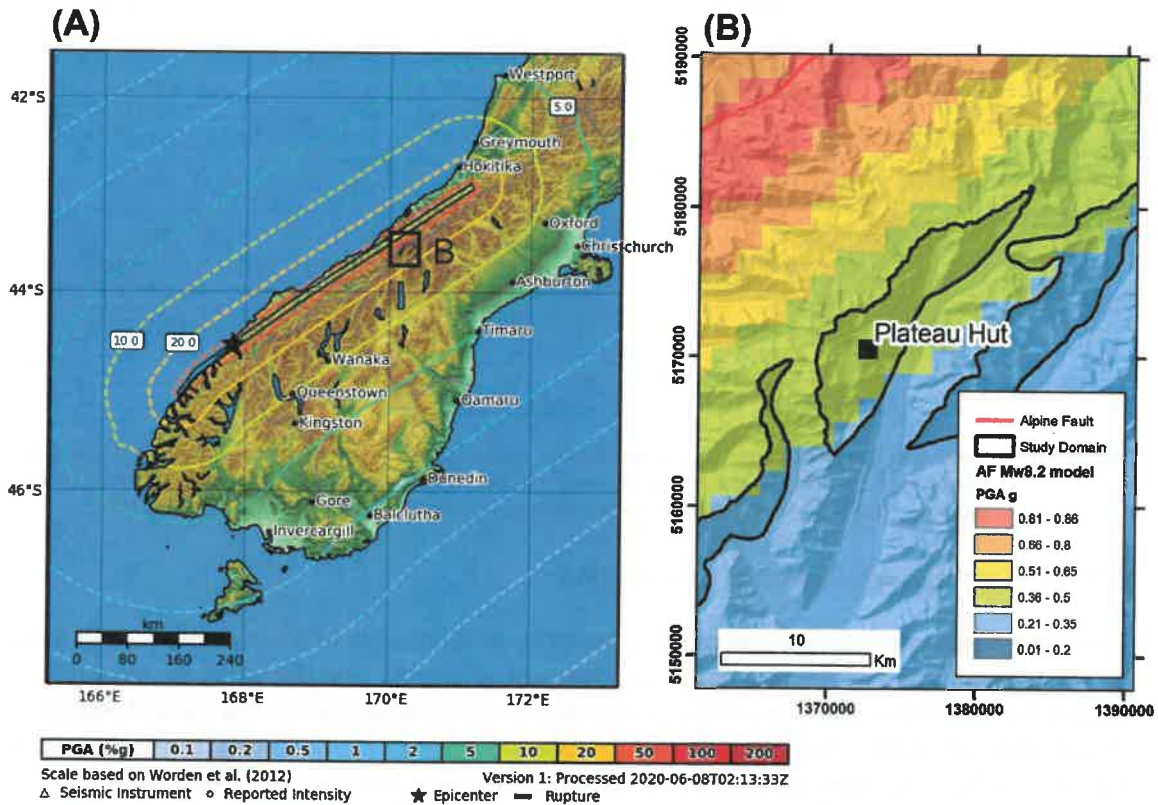 (A)
Westport
42°S
5.0
Greymouth
Hokitika
Oxford
Christchurch
B
Ashburton
44°S
Timaru
10 0
20 0
Wanaka
Queenstown
Oamaru
Kingston
46°S
Dunedin
Gore
Balclutha
Invercargill
km
0 80 160 240
166°E 168°E 170°E 172°E
(B)
5190000
5180000
5170000
5160000
5150000
Plateau Hut
Alpine Fault
Study Domain
AF Mw8.2 model
PGA g
0.81 - 0.86
0.66 - 0.8
0.51 - 0.65
0.36 - 0.5
0.21 - 0.35
0.01 - 0.2
10
Km
1370000 1380000 1390000
PGA (%g) 0.1 0.2 0.5 1 2 5 10 20 50 100 200
Scale based on Worden et al. (2012) Version 1: Processed 2020-06-08T02:13:33Z
△ Seismic Instrument ○ Reported Intensity ★ Epicenter Rupture